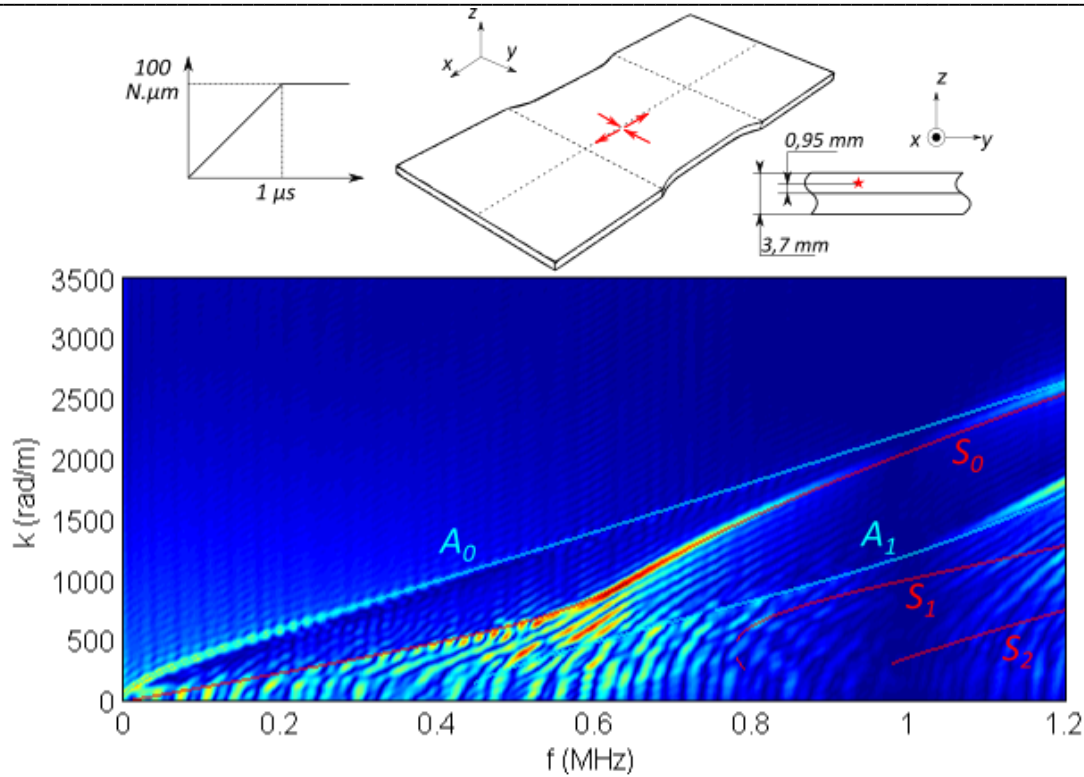 100
N.µm
1 µs
z
x
y
z
x
y
0,95 mm
3,7 mm
3500
3000
2500
2000
1500
1000
500
0
k (rad/m)
A0
S0
A1
S1
S2
0
0.2
0.4
0.6
0.8
1
1.2
f (MHz)